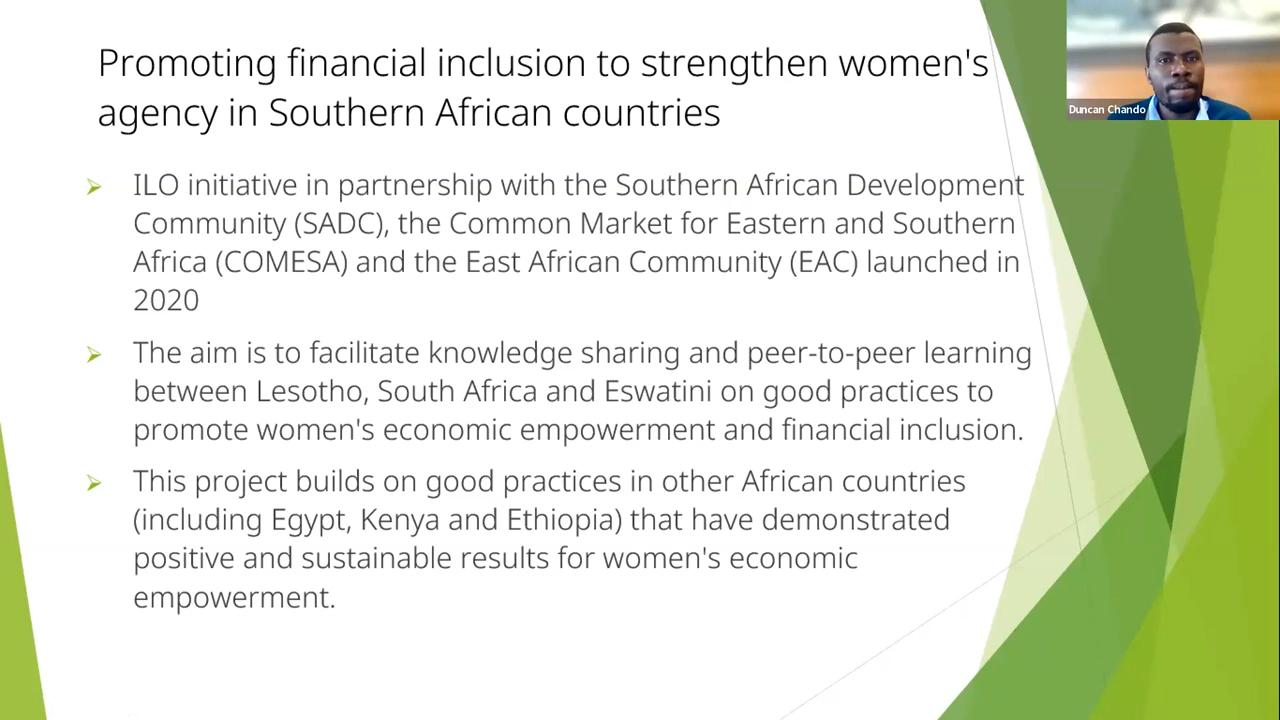 Promoting financial inclusion to strengthen women's
agency in Southern African countries
Duncan Chando
ILO initiative in partnership with the Southern African Development
Community (SADC), the Common Market for Eastern and Southern
Africa (COMESA) and the East African Community (EAC) launched in
2020
The aim is to facilitate knowledge sharing and peer-to-peer learning
between Lesotho, South Africa and Eswatini on good practices to
promote women's economic empowerment and financial inclusion.
This project builds on good practices in other African countries
(including Egypt, Kenya and Ethiopia) that have demonstrated
positive and sustainable results for women's economic
empowerment.